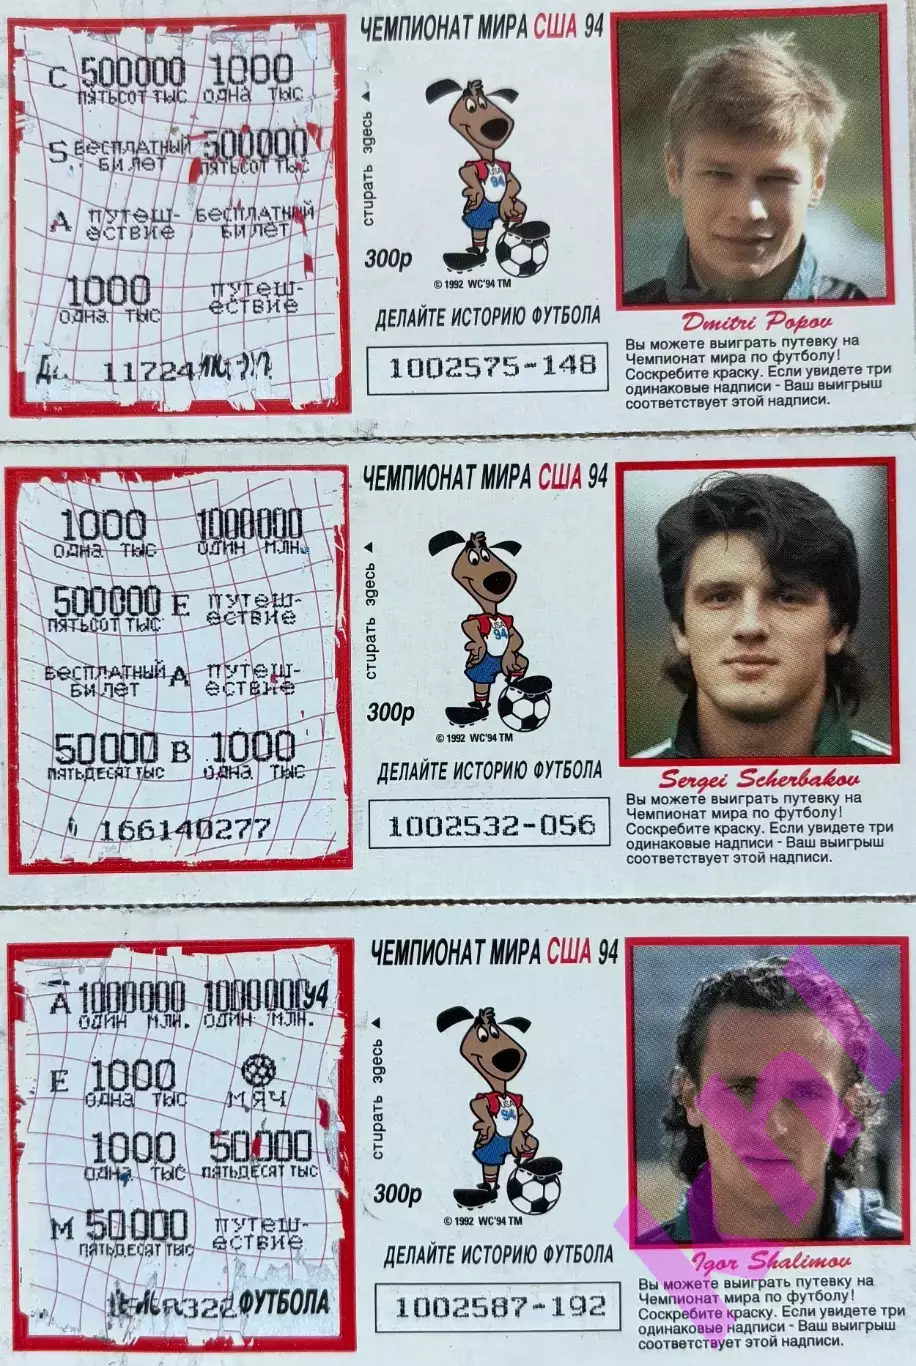 ЧЕМПИОНАТ МИРА США 94
С 500000 1000
ПЯТЬСОТ ТЫС ОДНА ТЫС.
S БЕСПЛАТНЫЙ БИЛЕТ 500000
ПЯТЬСОТ ТЫС
А ПУТЕШ-ЕСТВИЕ БЕСПЛАТНЫЙ БИЛЕТ
1000 ПУТЕШ-ЕСТВИЕ
ОДНА ТЫС
11724
стирать здесь
USA 94
300р
© 1992 WC'94 TM
ДЕЛАЙТЕ ИСТОРИЮ ФУТБОЛА
1002575-148
Dmitri Popov
Вы можете выиграть путевку на
Чемпионат мира по футболу!
Соскребите краску. Если увидете три
одинаковые надписи - Ваш выигрыш
соответствует этой надписи.
ЧЕМПИОНАТ МИРА США 94
1000 1000000
ОДНА ТЫС ОДИН МЛН.
500000 Е ПУТЕШ-ЕСТВИЕ
ПЯТЬСОТ ТЫС
БЕСПЛАТНЫЙ БИЛЕТ А ПУТЕШ-ЕСТВИЕ
50000 В 1000
ПЯТЬДЕСЯТ ТЫС ОДНА ТЫС.
166140277
стирать здесь
USA 94
300р
© 1992 WC'94 TM
ДЕЛАЙТЕ ИСТОРИЮ ФУТБОЛА
1002532-056
Sergei Scherbakov
Вы можете выиграть путевку на
Чемпионат мира по футболу!
Соскребите краску. Если увидете три
одинаковые надписи - Ваш выигрыш
соответствует этой надписи.
ЧЕМПИОНАТ МИРА США 94
А 1000000 1000000 94
ОДИН МЛН. ОДИН МЛН.
Е 1000 МЯЧ
ОДНА ТЫС
1000 50000
ОДНА ТЫС ПЯТЬДЕСЯТ ТЫС
М 50000 ПУТЕШ-ЕСТВИЕ
ПЯТЬДЕСЯТ ТЫС
322 ФУТБОЛА
стирать здесь
USA 94
300р
© 1992 WC'94 TM
ДЕЛАЙТЕ ИСТОРИЮ ФУТБОЛА
1002587-192
Igor Shalimov
Вы можете выиграть путевку на
Чемпионат мира по футболу!
Соскребите краску. Если увидете три
одинаковые надписи - Ваш выигрыш
соответствует этой надписи.